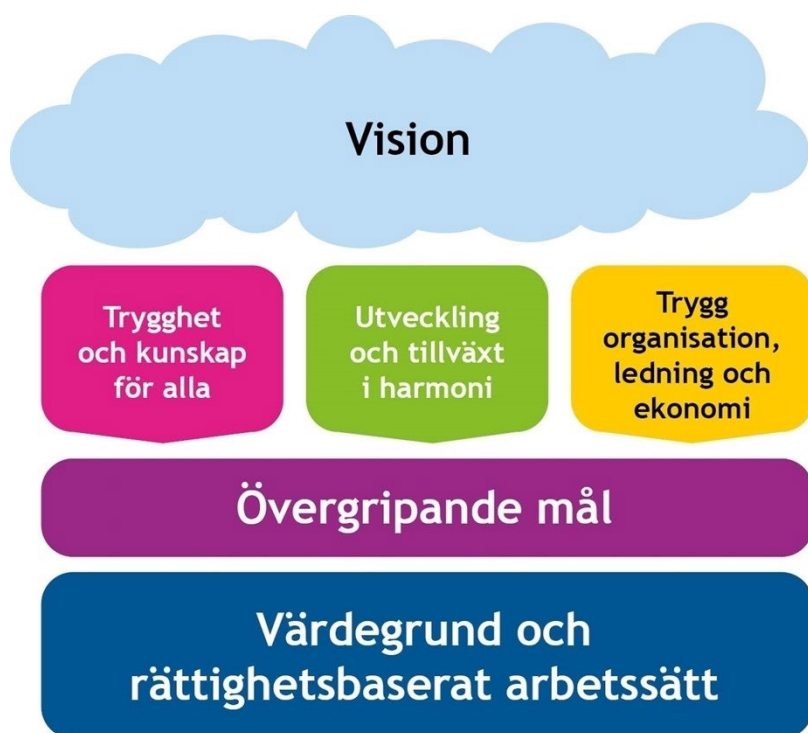 Vision
Trygghet
och kunskap
för alla
Utveckling
och tillväxt
i harmoni
Trygg
organisation,
ledning och
ekonomi
Övergripande mål
Värdegrund och
rättighetsbaserat arbetssätt